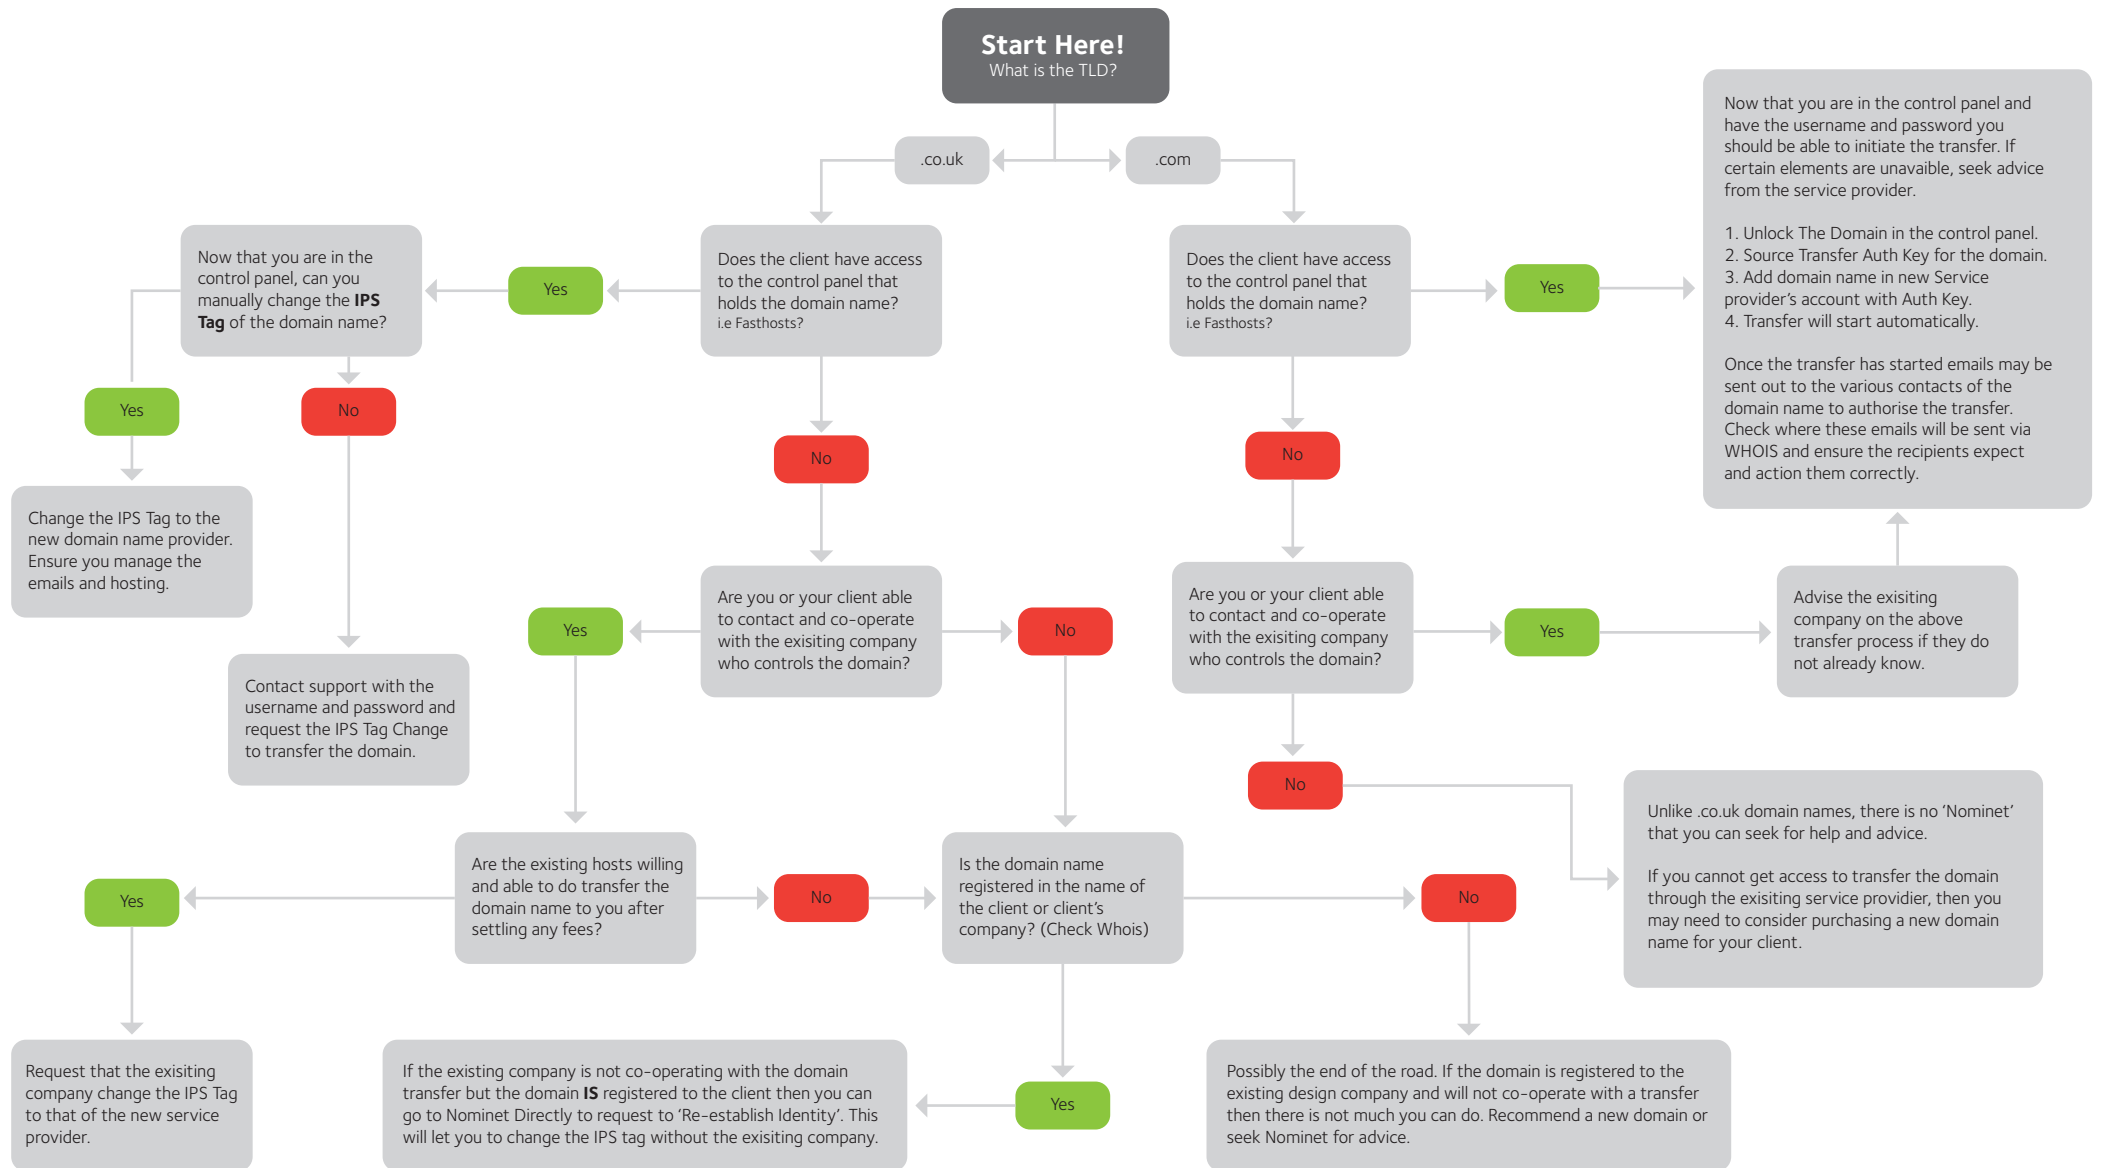 Start Here!
What is the TLD?
.co.uk
.com
Now that you are in the control panel and
have the username and password you
should be able to initiate the transfer. If
certain elements are unavaible, seek advice
from the service provider.
1. Unlock The Domain in the control panel.
2. Source Transfer Auth Key for the domain.
3. Add domain name in new Service
provider's account with Auth Key.
4. Transfer will start automatically.
Once the transfer has started emails may be
sent out to the various contacts of the
domain name to authorise the transfer.
Check where these emails will be sent via
WHOIS and ensure the recipients expect
and action them correctly.
Now that you are in the
control panel, can you
manually change the IPS
Tag of the domain name?
Yes
Does the client have access
to the control panel that
holds the domain name?
i.e Fasthosts?
Does the client have access
to the control panel that
holds the domain name?
i.e Fasthosts?
Yes
Yes
No
No
No
Change the IPS Tag to the
new domain name provider.
Ensure you manage the
emails and hosting.
Contact support with the
username and password and
request the IPS Tag Change
to transfer the domain.
Yes
Are you or your client able
to contact and co-operate
with the exisiting company
who controls the domain?
No
Are you or your client able
to contact and co-operate
with the exisiting company
who controls the domain?
Yes
Advise the exisiting
company on the above
transfer process if they do
not already know.
No
Unlike .co.uk domain names, there is no ‘Nominet’
that you can seek for help and advice.
If you cannot get access to transfer the domain
through the exisiting service providier, then you
may need to consider purchasing a new domain
name for your client.
Yes
Are the existing hosts willing
and able to do transfer the
domain name to you after
settling any fees?
No
Is the domain name
registered in the name of
the client or client's
company? (Check Whois)
No
Request that the exisiting
company change the IPS Tag
to that of the new service
provider.
If the existing company is not co-operating with the domain
transfer but the domain IS registered to the client then you can
go to Nominet Directly to request to ‘Re-establish Identity’. This
will let you to change the IPS tag without the exisiting company.
Yes
Possibly the end of the road. If the domain is registered to the
existing design company and will not co-operate with a transfer
then there is not much you can do. Recommend a new domain or
seek Nominet for advice.